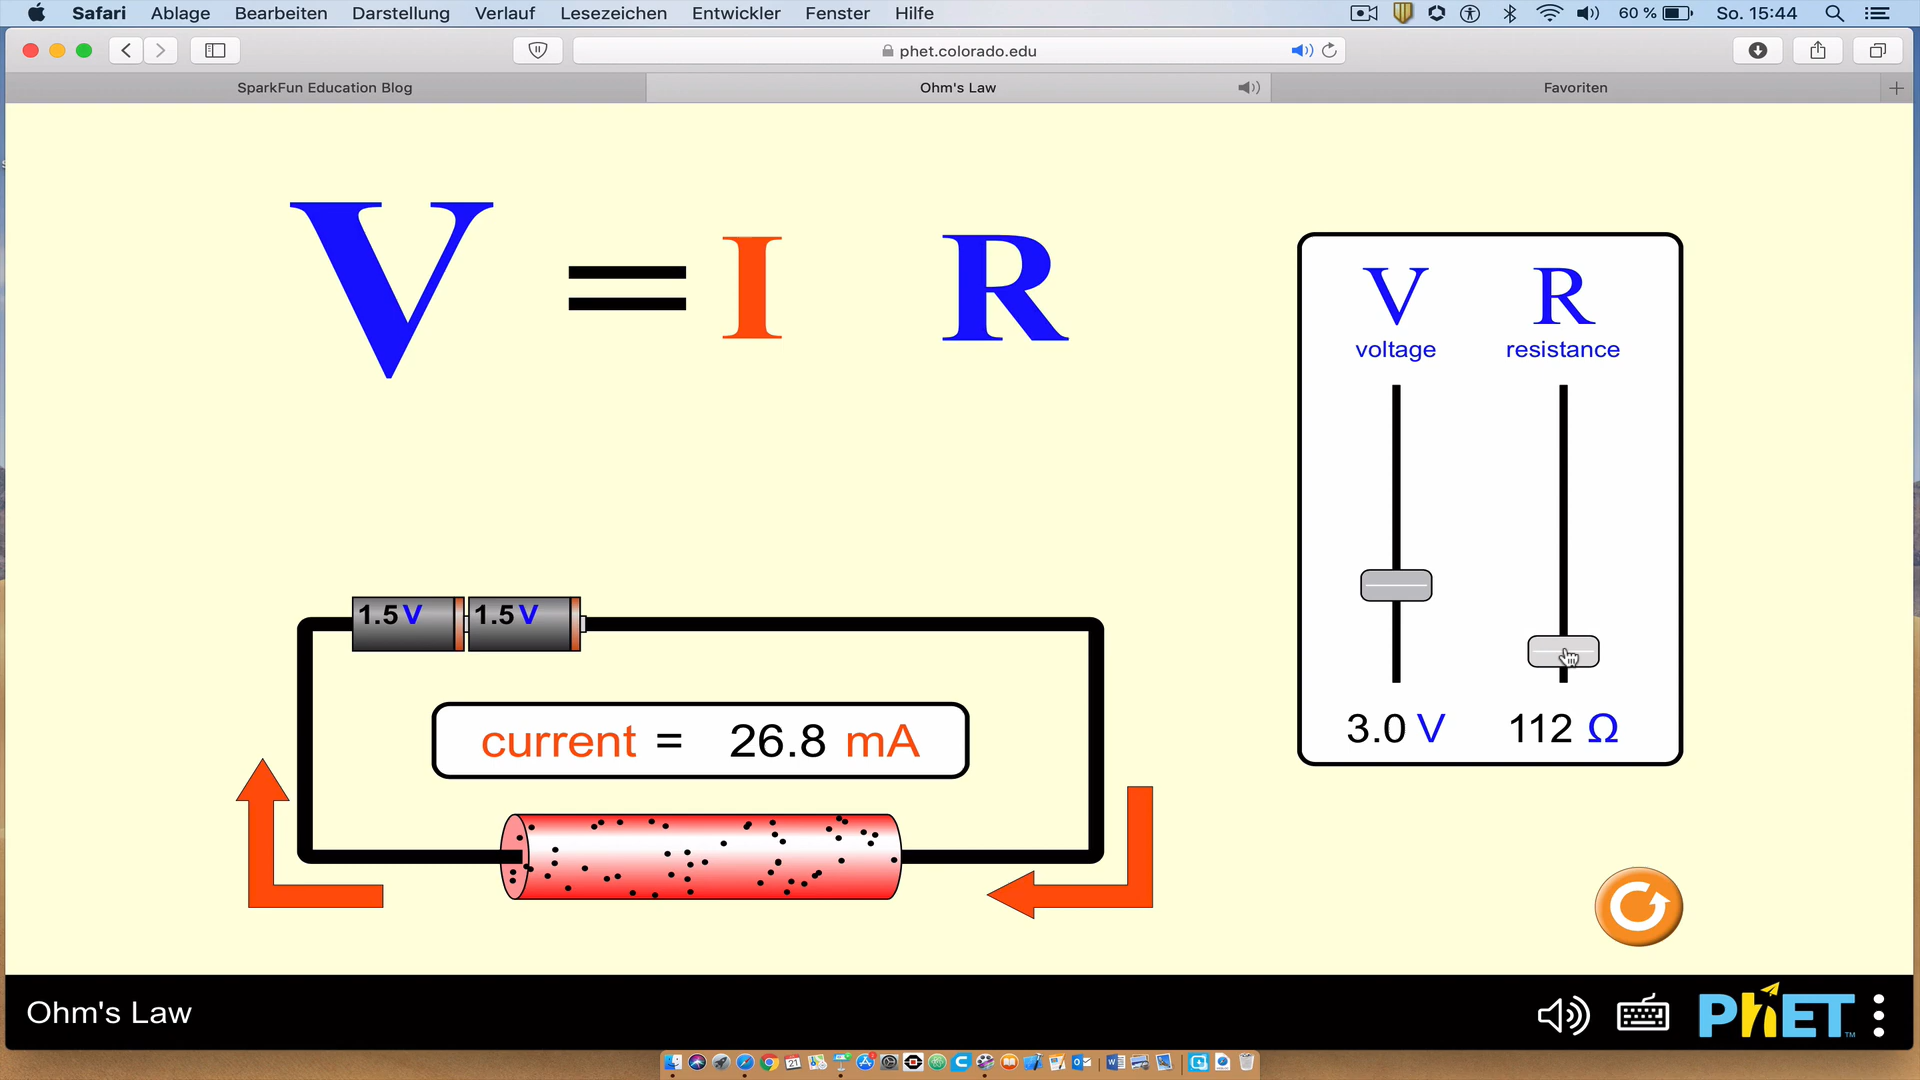 Safari Ablage Bearbeiten Darstellung Verlauf Lesezeichen Entwickler Fenster Hilfe 60 % So. 15:44
phet.colorado.edu
SparkFun Education Blog Ohm's Law Favoriten
V = I R
V R
voltage resistance
1.5 V 1.5 V
3.0 V 112 Ω
current = 26.8 mA
Ohm's Law PhET